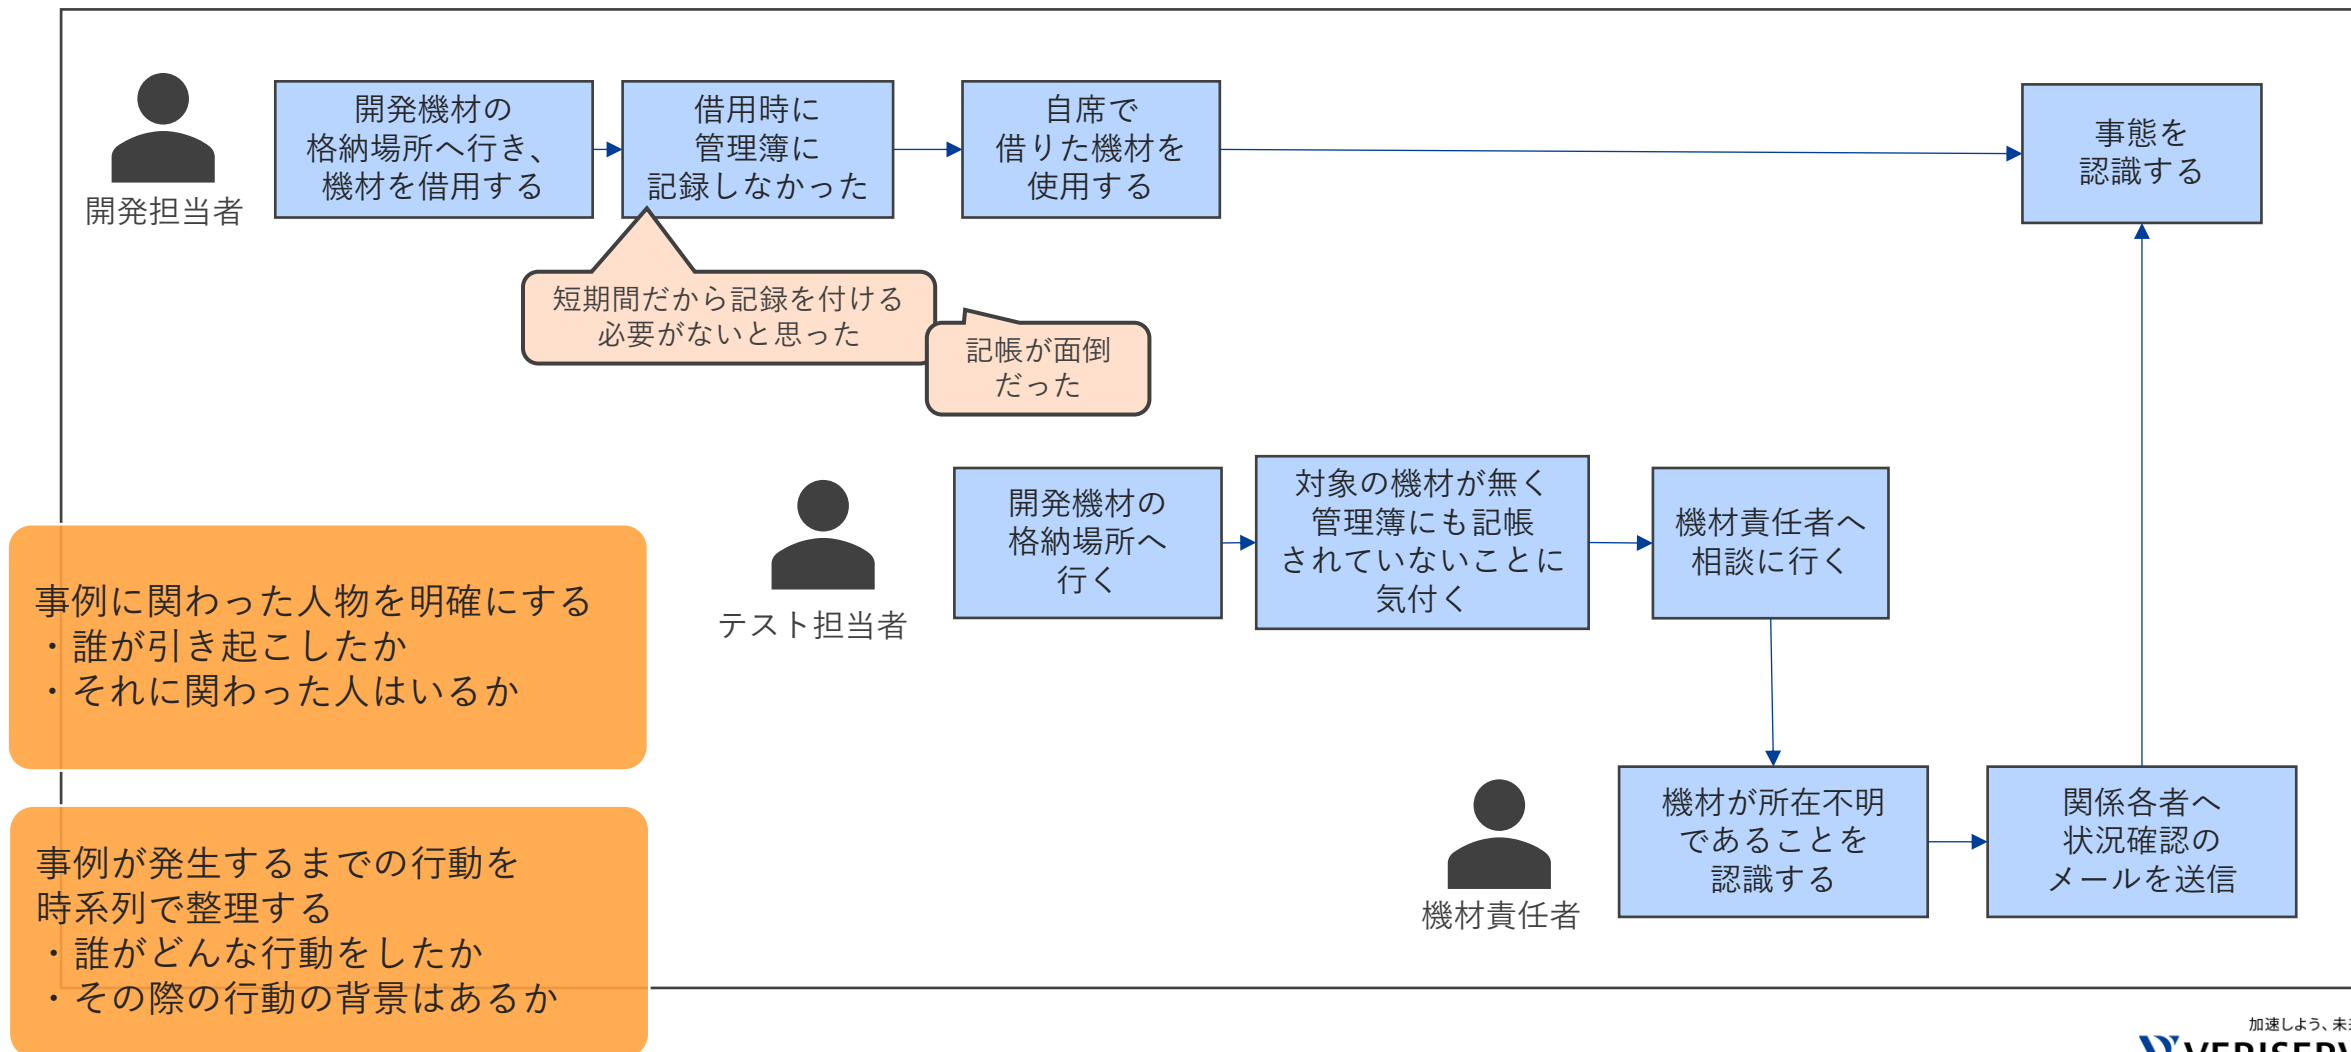 開発機材の
格納場所へ行き、
機材を借用する
借用時に
管理簿に
記録しなかった
自席で
借りた機材を
使用する
事態を
認識する
開発担当者
短期間だから記録を付ける
必要がないと思った
記帳が面倒
だった
開発機材の
格納場所へ
行く
対象の機材が無く
管理簿にも記帳
されていないことに
気付く
機材責任者へ
相談に行く
テスト担当者
事例に関わった人物を明確にする
・誰が引き起こしたか
・それに関わった人はいるか
機材が所在不明
であることを
認識する
関係各者へ
状況確認の
メールを送信
機材責任者
事例が発生するまでの行動を
時系列で整理する
・誰がどんな行動をしたか
・その際の行動の背景はあるか
加速しよう、未
VERISERV